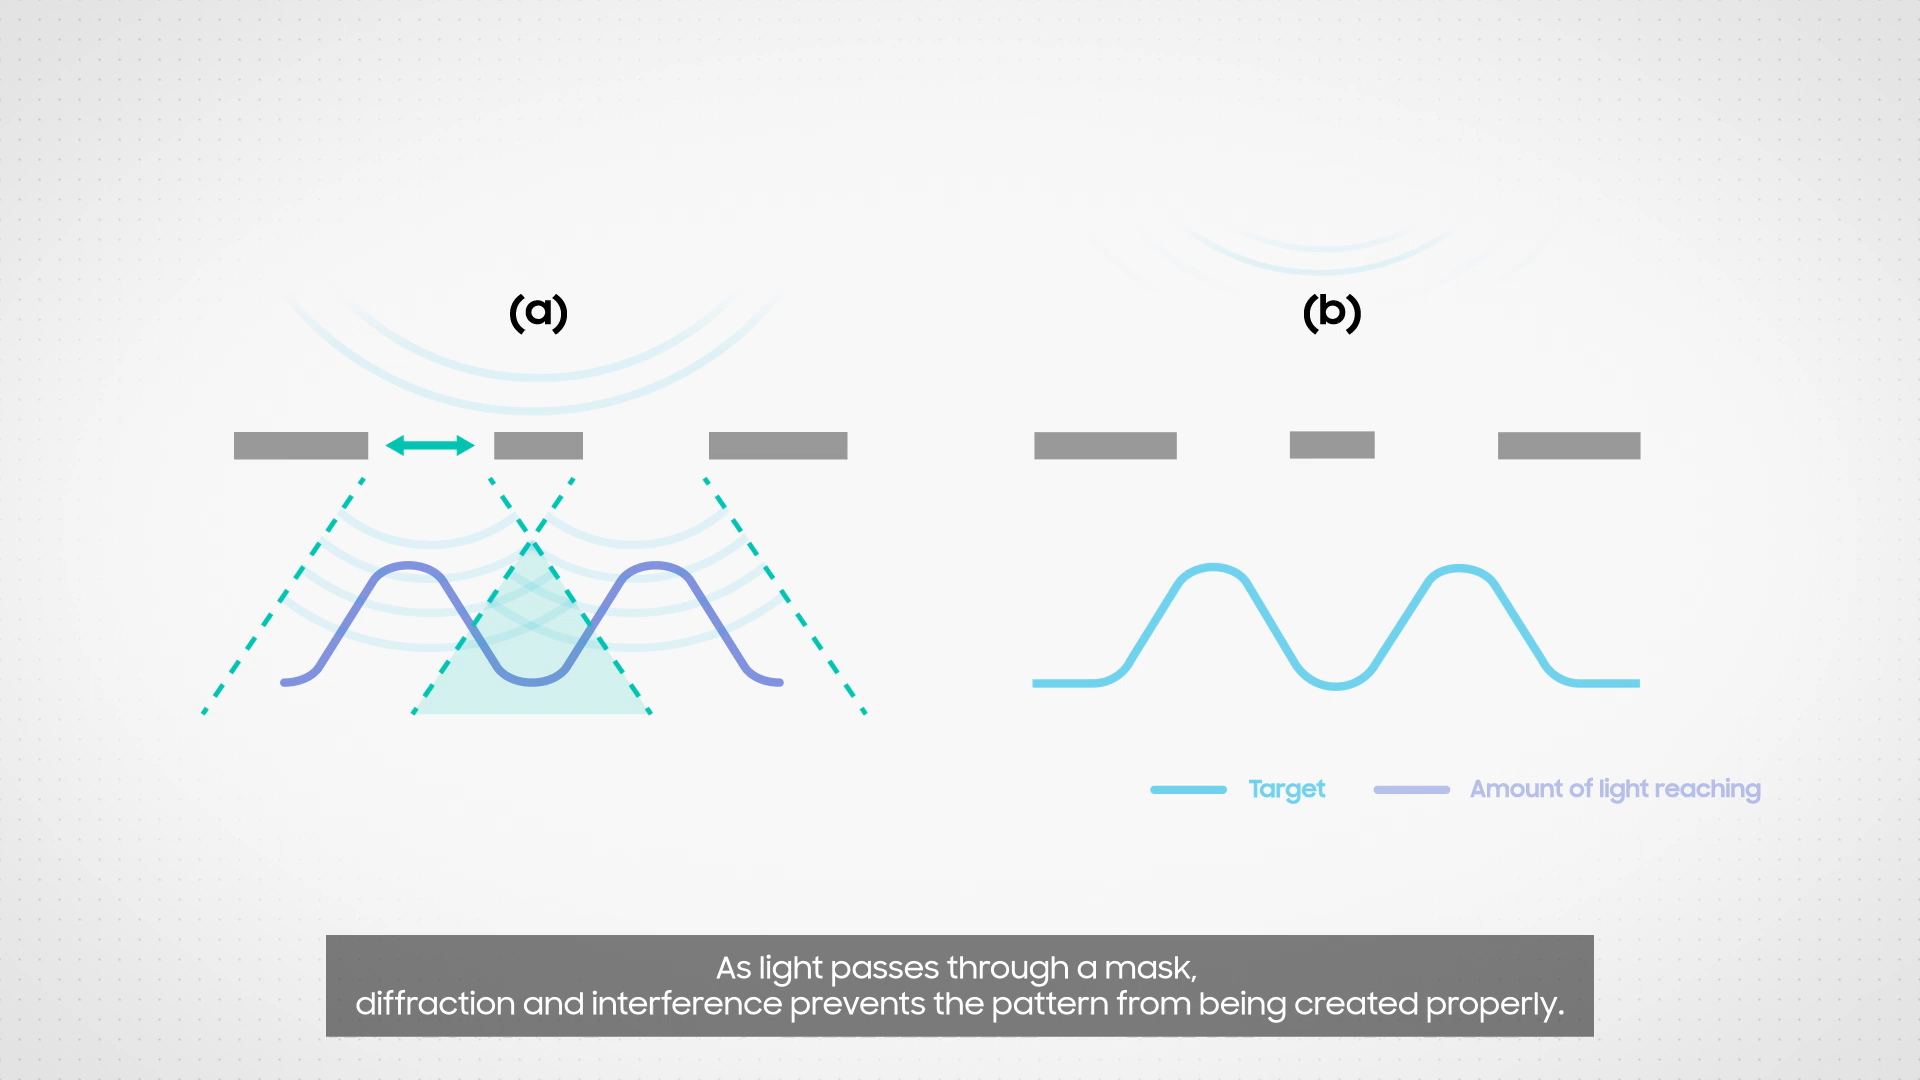 (a)
(b)
Target
Amount of light reaching
As light passes through a mask,
diffraction and interference prevents the pattern from being created properly.